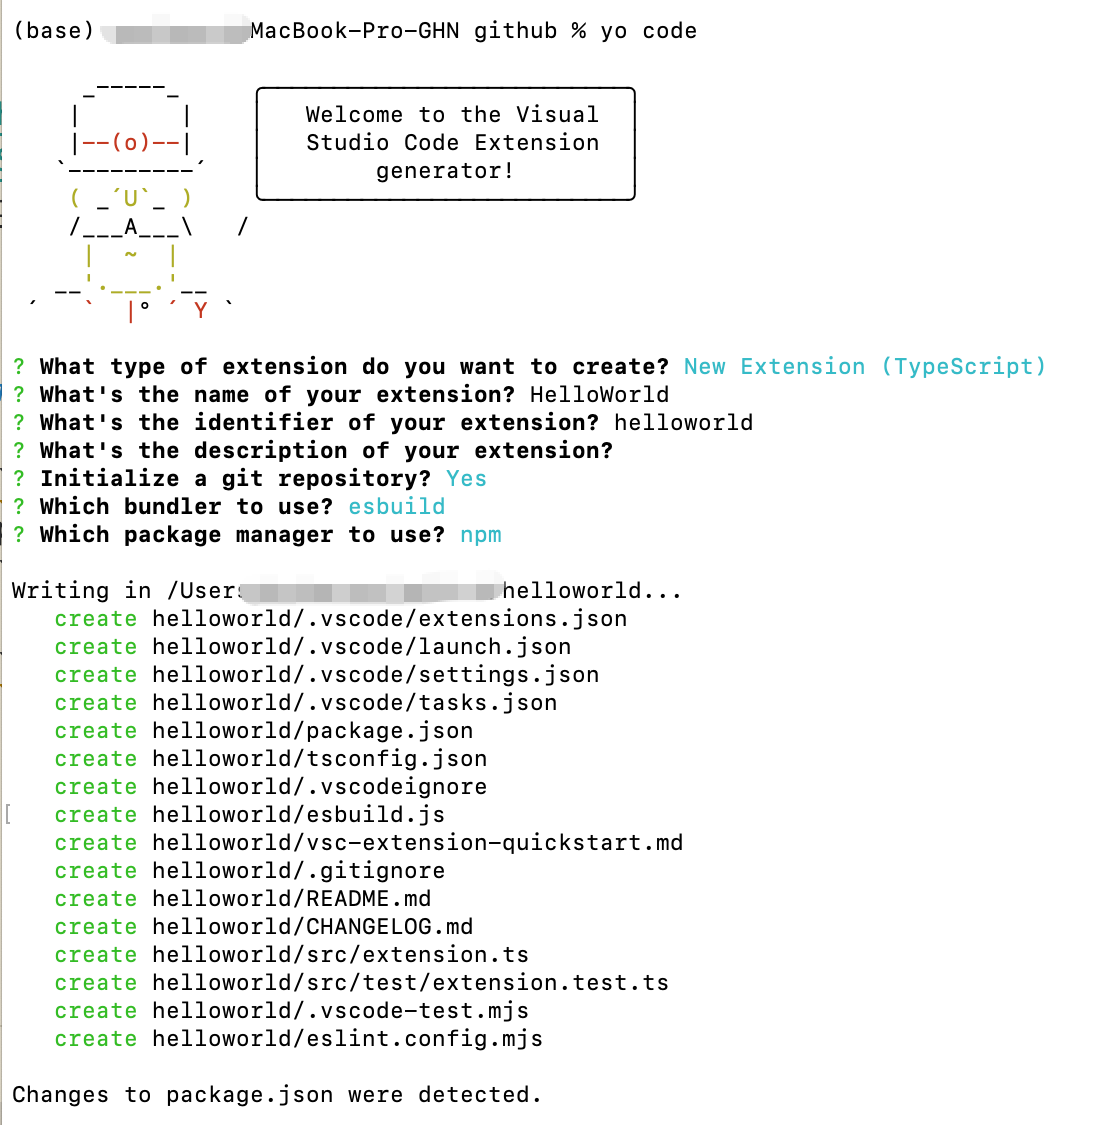 (base) MacBook-Pro-GHN github % yo code
_-----_
|       |
|--(o)--|
`---------´
( _´U`_ )
/___A___\   /
|  ~  |
__'.___.'__
´   `  |° ´ Y `
Welcome to the Visual
Studio Code Extension
generator!
? What type of extension do you want to create? New Extension (TypeScript)
? What's the name of your extension? HelloWorld
? What's the identifier of your extension? helloworld
? What's the description of your extension?
? Initialize a git repository? Yes
? Which bundler to use? esbuild
? Which package manager to use? npm
Writing in /Users helloworld...
create helloworld/.vscode/extensions.json
create helloworld/.vscode/launch.json
create helloworld/.vscode/settings.json
create helloworld/.vscode/tasks.json
create helloworld/package.json
create helloworld/tsconfig.json
create helloworld/.vscodeignore
create helloworld/esbuild.js
create helloworld/vsc-extension-quickstart.md
create helloworld/.gitignore
create helloworld/README.md
create helloworld/CHANGELOG.md
create helloworld/src/extension.ts
create helloworld/src/test/extension.test.ts
create helloworld/.vscode-test.mjs
create helloworld/eslint.config.mjs
Changes to package.json were detected.